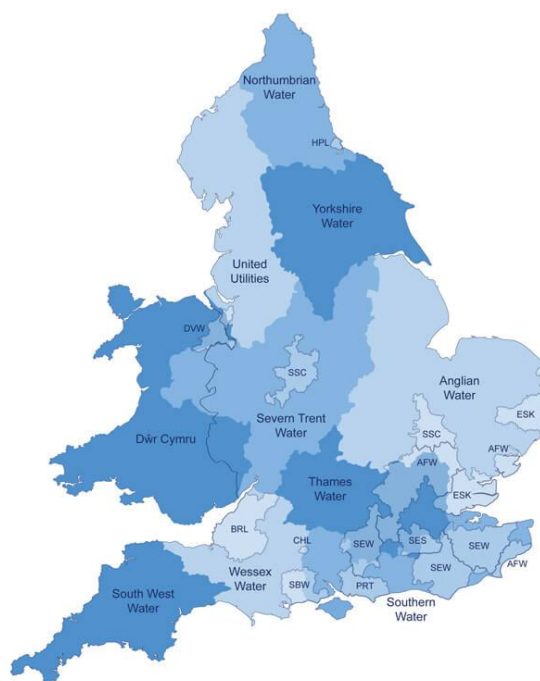 Northumbrian
Water
HPL
Yorkshire
Water
United
Utilities
DVW
SSC
Anglian
Water
ESK
Severn Trent
Water
SSC
Dŵr Cymru
AFW
AFW
Thames
Water
ESK
BRL
CHL
SEW
SES
SEW
Wessex
Water
SEW
AFW
South West
Water
SBW
PRT
Southern
Water